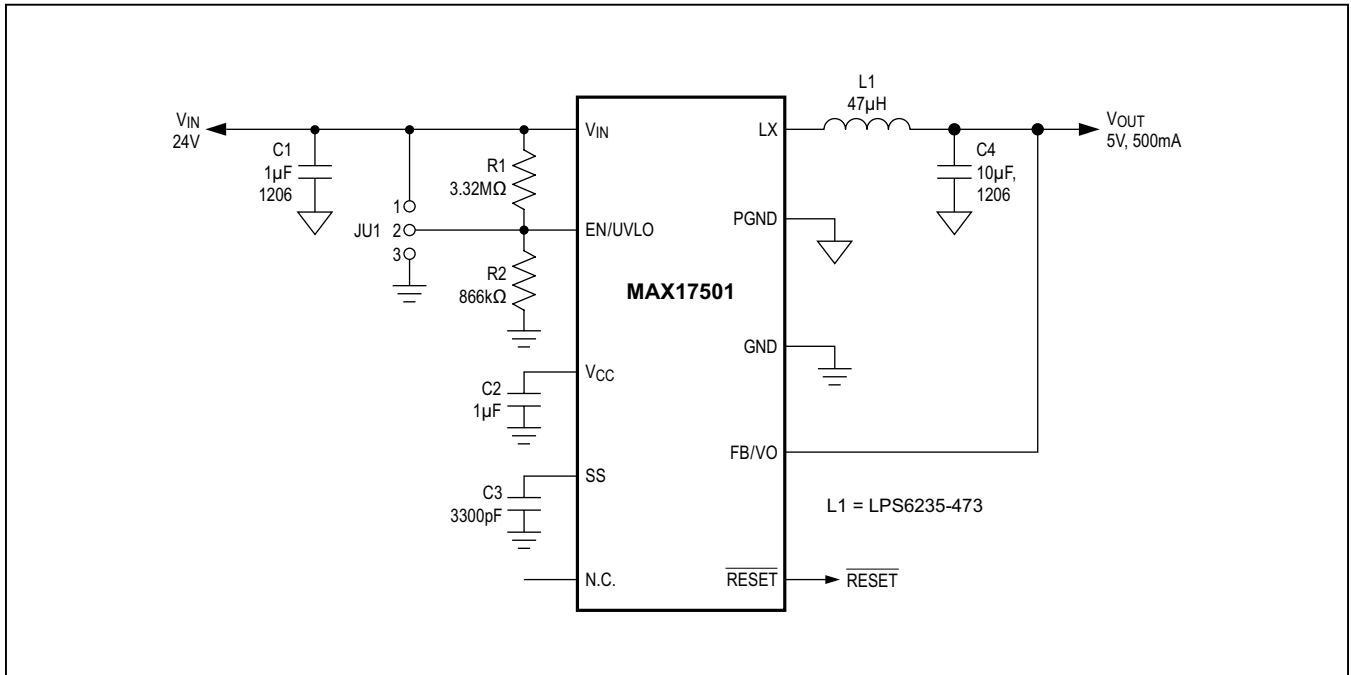 VIN
24V
C1
1µF
1206
JU1
1
2
3
R1
3.32MΩ
R2
866kΩ
C2
1µF
C3
3300pF
VIN
EN/UVLO
VCC
SS
N.C.
MAX17501
LX
PGND
GND
FB/VO
RESET
L1
47µH
C4
10µF,
1206
VOUT
5V, 500mA
L1 = LPS6235-473
RESET